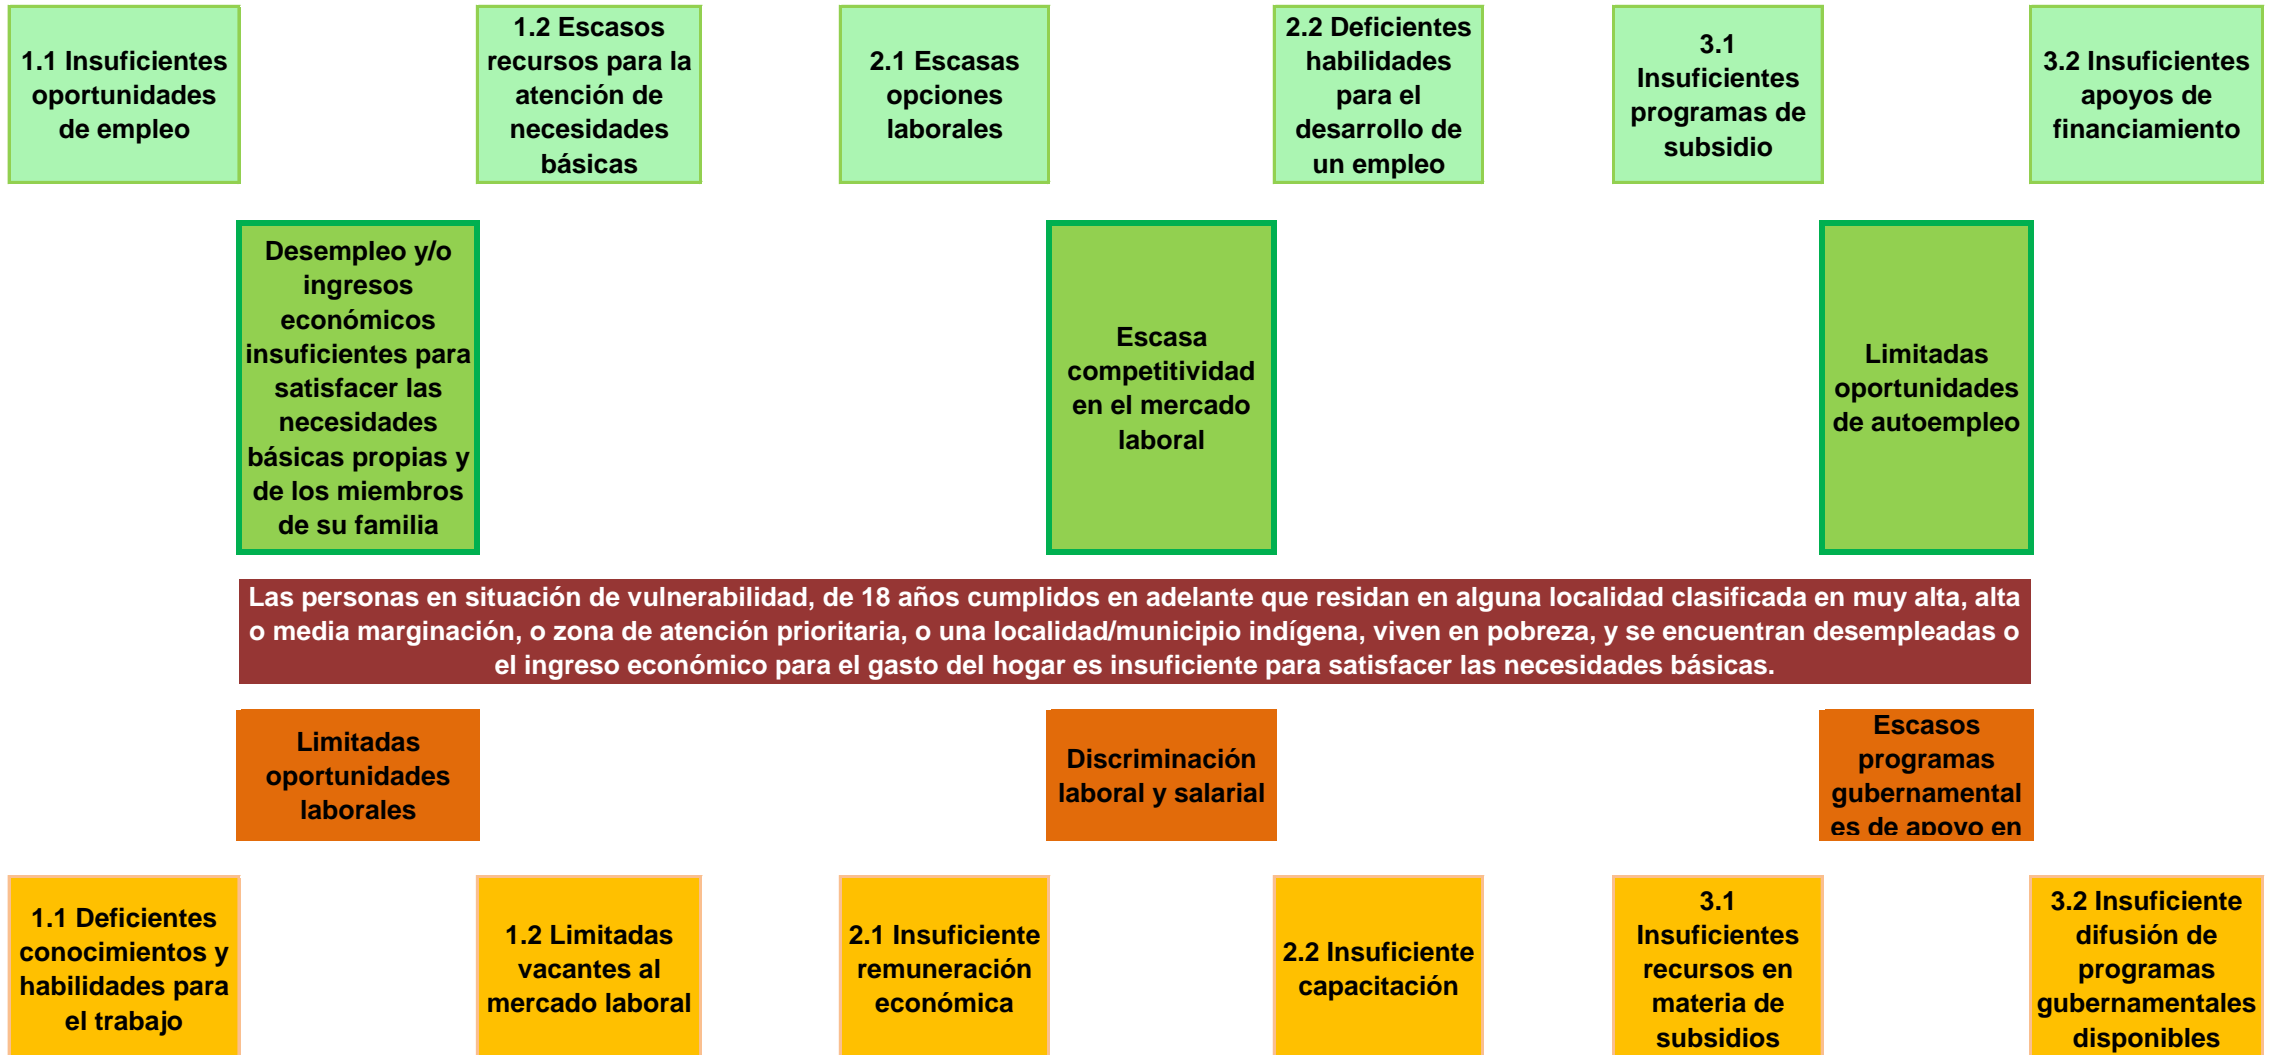 1.1 Insuficientes
oportunidades
de empleo
1.2 Escasos
recursos para la
atención de
necesidades
básicas
2.1 Escasas
opciones
laborales
2.2 Deficientes
habilidades
para el
desarrollo de
un empleo
3.1
Insuficientes
programas de
subsidio
3.2 Insuficientes
apoyos de
financiamiento
Desempleo y/o
ingresos
económicos
insuficientes para
satisfacer las
necesidades
básicas propias y
de los miembros
de su familia
Escasa
competitividad
en el mercado
laboral
Limitadas
oportunidades
de autoempleo
Las personas en situación de vulnerabilidad, de 18 años cumplidos en adelante que residan en alguna localidad clasificada en muy alta, alta
o media marginación, o zona de atención prioritaria, o una localidad/municipio indígena, viven en pobreza, y se encuentran desempleadas o
el ingreso económico para el gasto del hogar es insuficiente para satisfacer las necesidades básicas.
Limitadas
oportunidades
laborales
Discriminación
laboral y salarial
Escasos
programas
gubernamental
es de apoyo en
1.1 Deficientes
conocimientos y
habilidades para
el trabajo
1.2 Limitadas
vacantes al
mercado laboral
2.1 Insuficiente
remuneración
económica
2.2 Insuficiente
capacitación
3.1
Insuficientes
recursos en
materia de
subsidios
3.2 Insuficiente
difusión de
programas
gubernamentales
disponibles